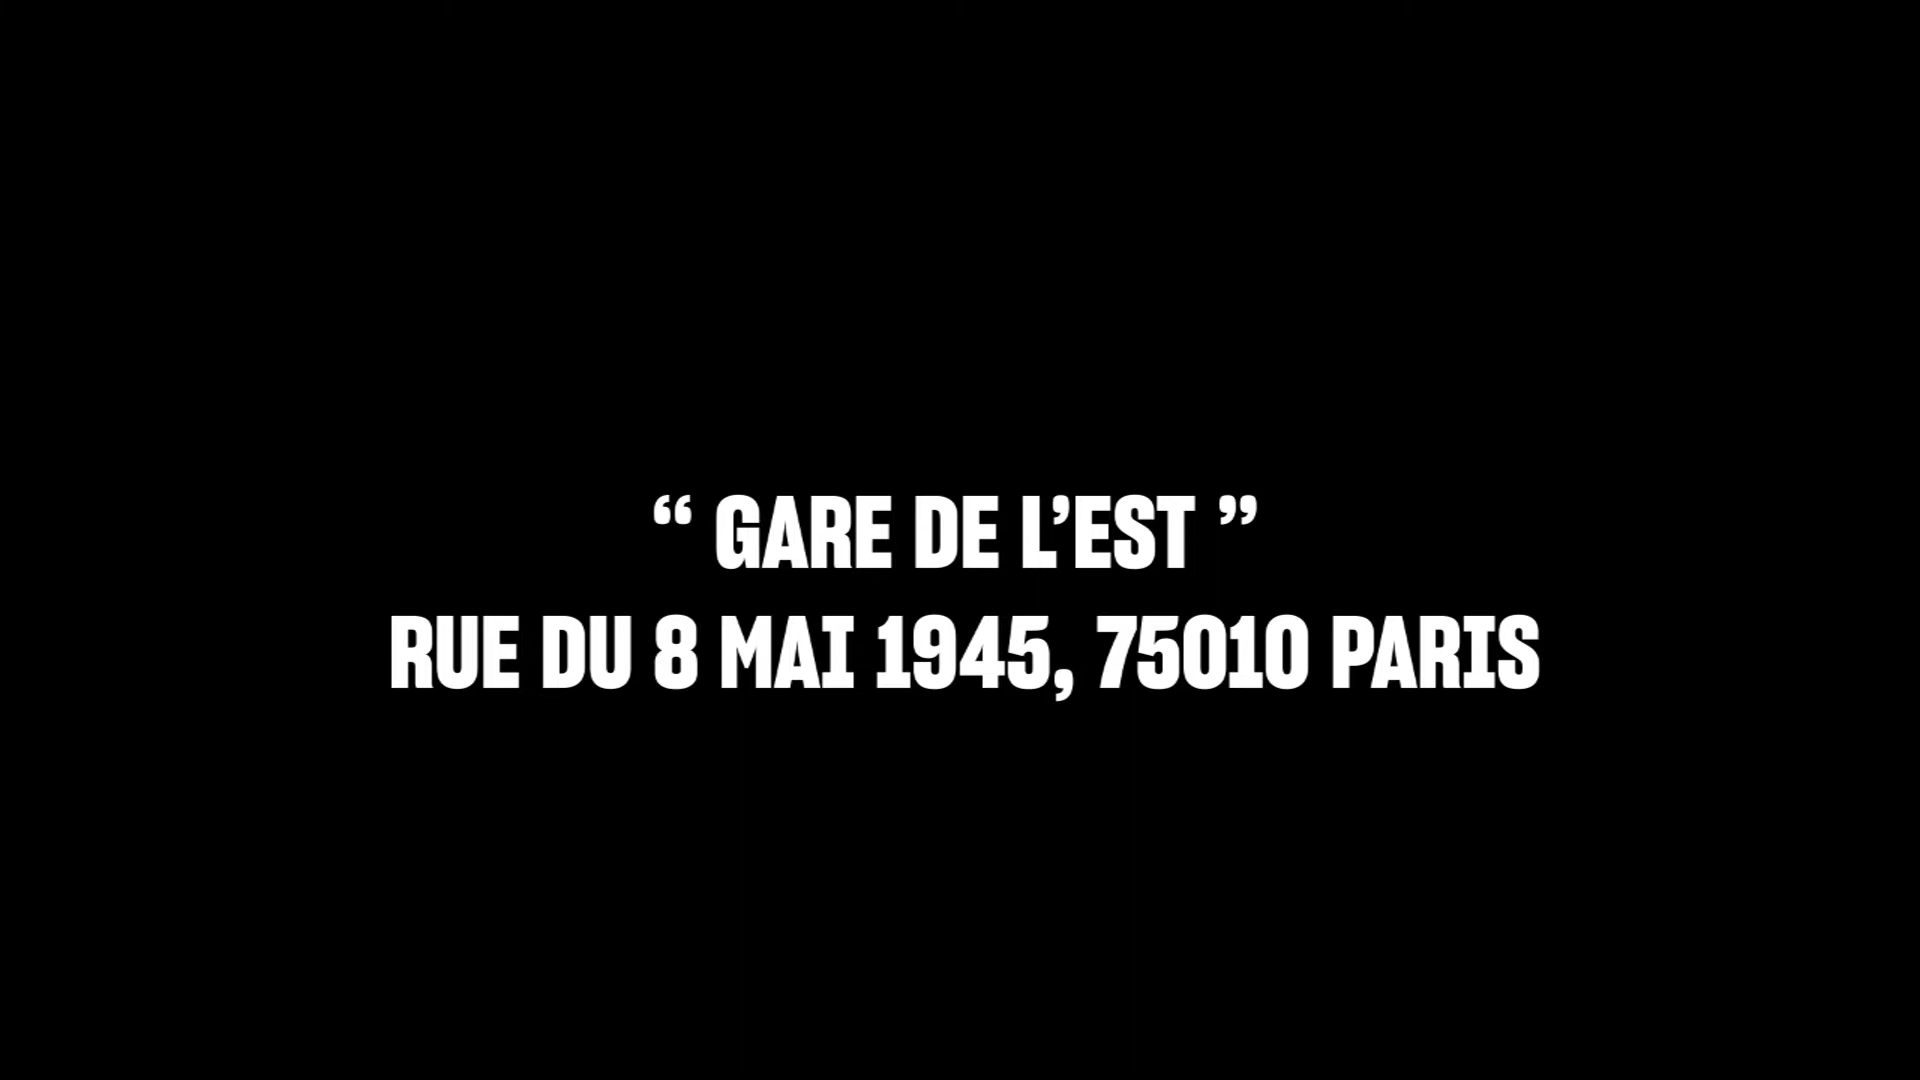 “ GARE DE L’EST ”
RUE DU 8 MAI 1945, 75010 PARIS